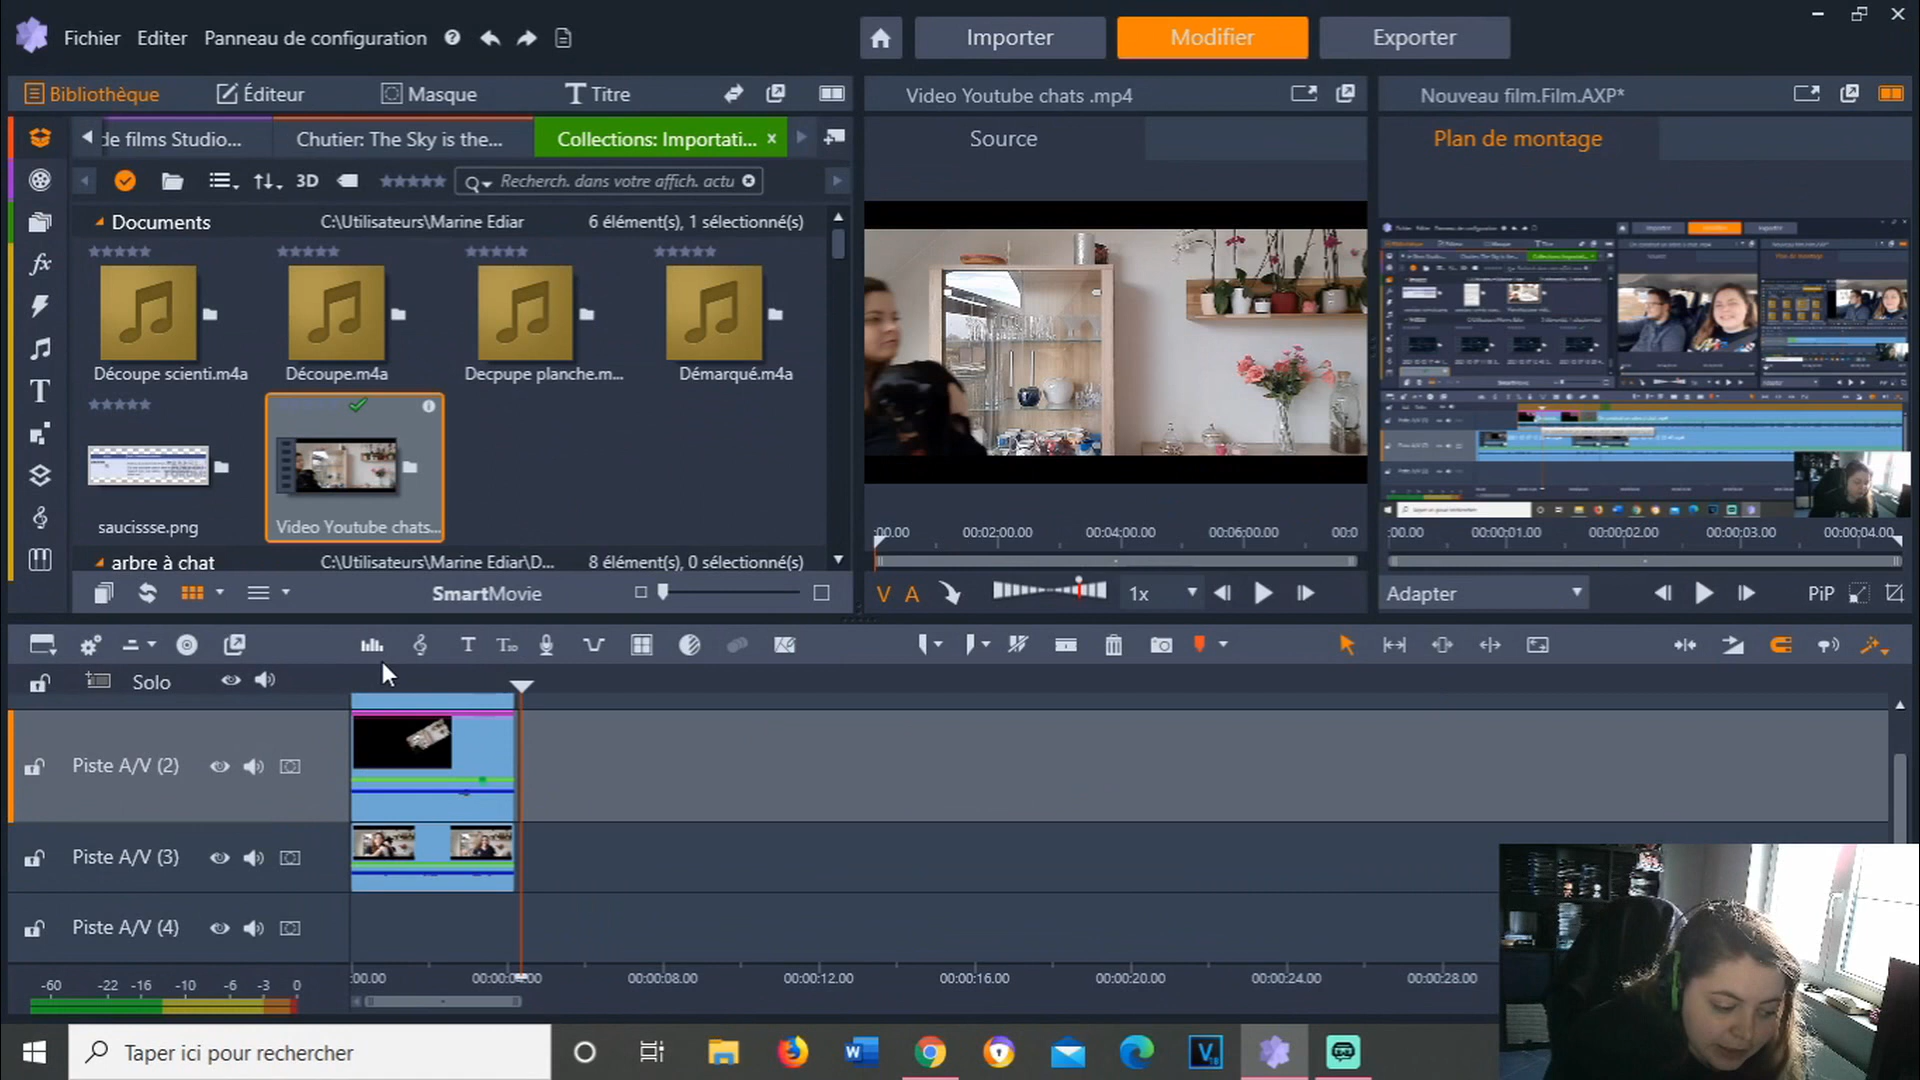 Fichier Editer Panneau de configuration
Importer Modifier Exporter
Bibliothèque Éditeur Masque Titre
Video Youtube chats .mp4
Nouveau film.Film.AXP*
de films Studio... Chutier: The Sky is the... Collections: Importati... x
Source
Plan de montage
3D Recherch. dans votre affich. actu
Documents C:\Utilisateurs\Marine Ediar 6 élément(s), 1 sélectionné(s)
Découpe scienti.m4a Découpe.m4a Decpupe planche.m... Démarqué.m4a
saucissse.png Video Youtube chats...
arbre à chat C:\Utilisateurs\Marine Ediar\D... 8 élément(s), 0 sélectionné(s)
:00.00 00:02:00.00 00:04:00.00 00:06:00.00 00:0
:00.00 00:00:01.00 00:00:02.00 00:00:03.00 00:00:04.00
SmartMovie
V A 1x
Adapter PiP
Solo
Piste A/V (2)
Piste A/V (3)
Piste A/V (4)
:00.00 00:00:04:00 00:00:08.00 00:00:12.00 00:00:16.00 00:00:20.00 00:00:24.00 00:00:28.00
-60 -22 -16 -10 -6 -3 0
Taper ici pour rechercher